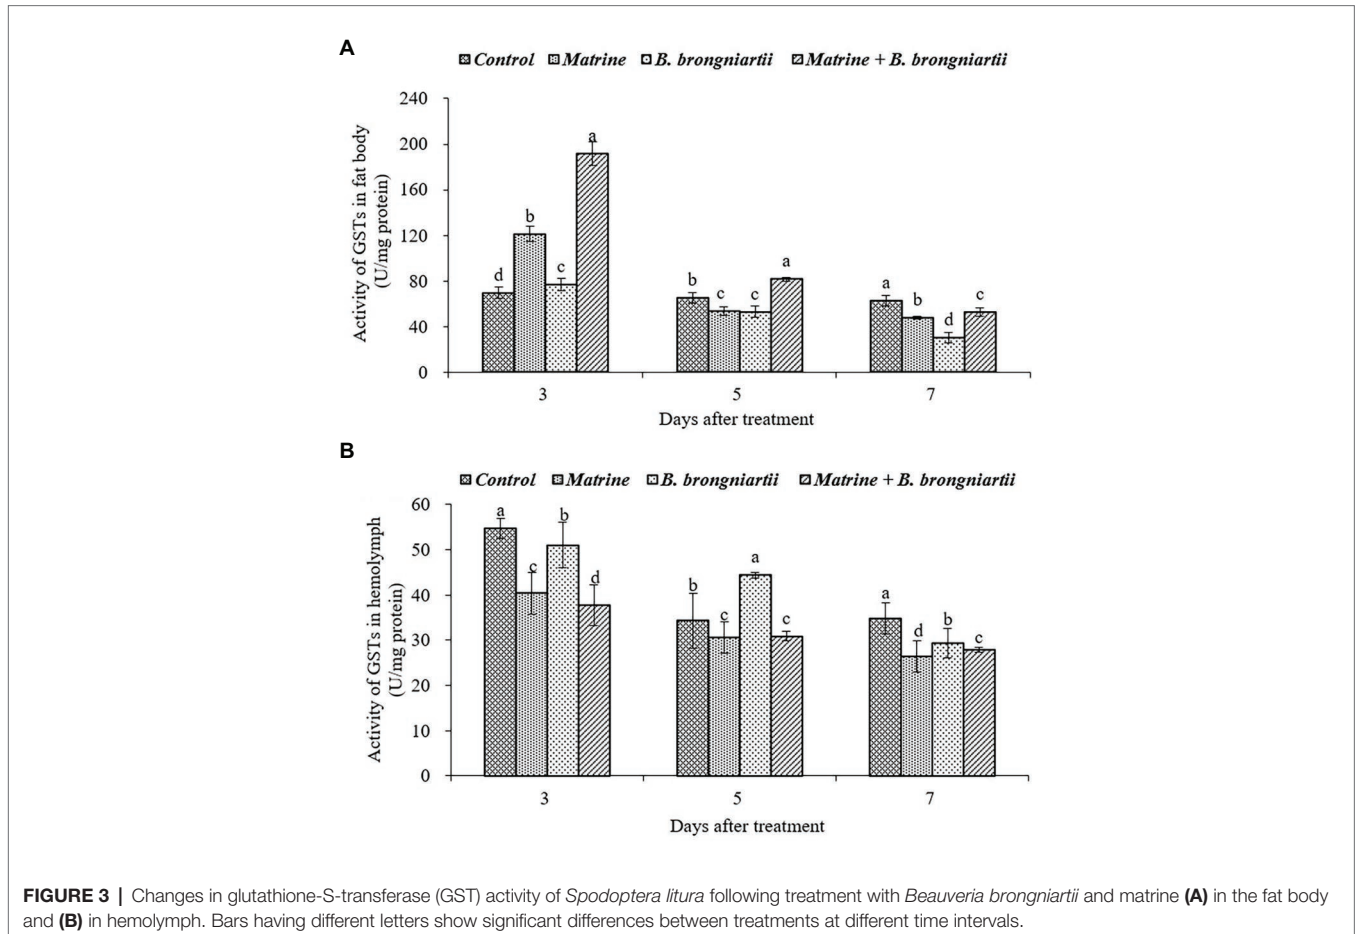 A
Control Matrine B. brongniartii Matrine + B. brongniartii
Activity of GSTs in fat body
(U/mg protein)
240
200
160
120
80
40
0
d b c a
b c c a
a b d c
3 5 7
Days after treatment
B
Control Matrine B. brongniartii Matrine + B. brongniartii
Activity of GSTs in hemolymph
(U/mg protein)
60
50
40
30
20
10
0
a c b d
b c a c
a d b c
3 5 7
Days after treatment
FIGURE 3 | Changes in glutathione-S-transferase (GST) activity of Spodoptera litura following treatment with Beauveria brongniartii and matrine (A) in the fat body
and (B) in hemolymph. Bars having different letters show significant differences between treatments at different time intervals.